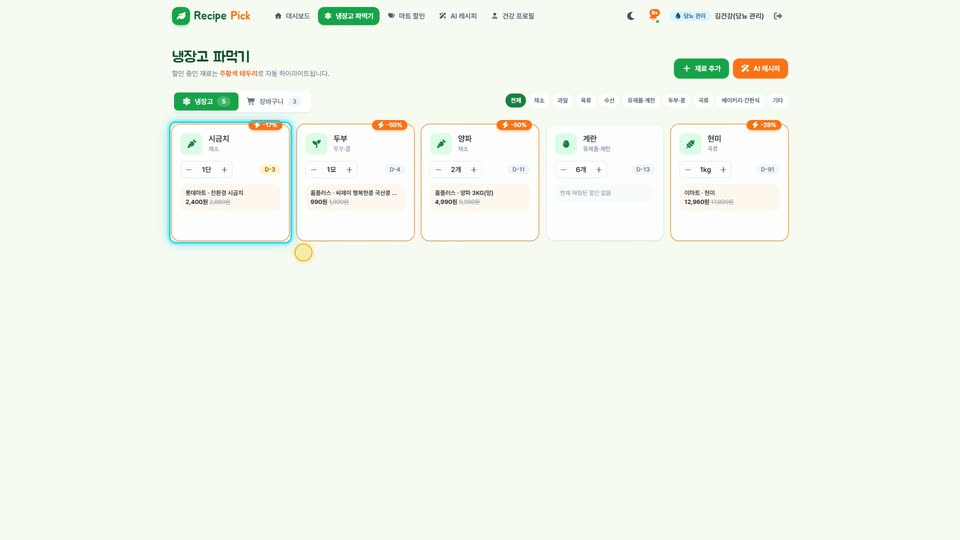 Recipe Pick
대시보드
냉장고 파먹기
마트 할인
AI 레시피
건강 프로필
9+
당뇨 관리
김건강(당뇨 관리)
냉장고 파먹기
할인 중인 재료는 주황색 테두리로 자동 하이라이트됩니다.
재료 추가
AI 레시피
냉장고 5
장바구니 3
전체
채소
과일
육류
수산
유제품·계란
두부·콩
곡류
베이커리·간편식
기타
-17%
시금치
채소
1단
D-3
롯데마트 · 친환경 시금치
2,400원 2,880원
-50%
두부
두부·콩
1모
D-4
홈플러스 · 씨제이 행복한콩 국산콩 ...
990원 1,990원
-50%
양파
채소
2개
D-11
홈플러스 · 양파 3KG(망)
4,990원 9,980원
계란
유제품·계란
6개
D-13
현재 매칭된 할인 없음
-28%
현미
곡류
1kg
D-91
이마트 · 현미
12,960원 17,890원